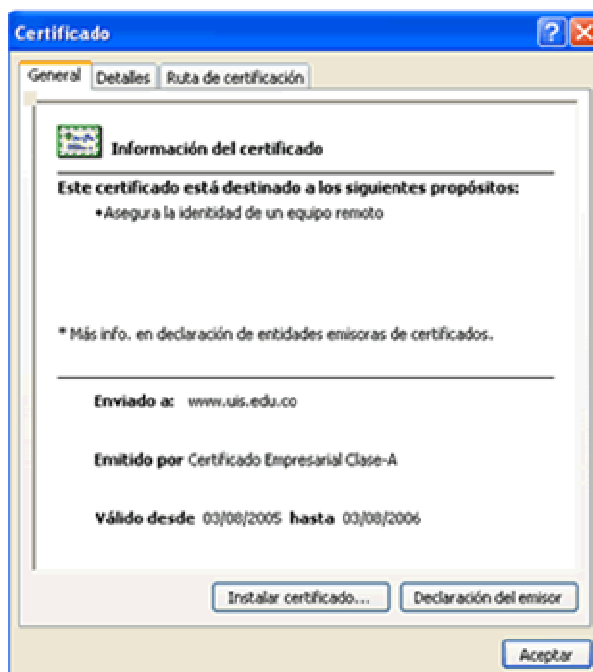 Certificado
General Detalles Ruta de certificación
Información del certificado
Este certificado está destinado a los siguientes propósitos:
•Asegura la identidad de un equipo remoto
* Más info. en declaración de entidades emisoras de certificados.
Enviado a: www.uis.edu.co
Emitido por Certificado Empresarial Clase-A
Válido desde 03/08/2005 hasta 03/08/2006
Instalar certificado... Declaración del emisor
Aceptar